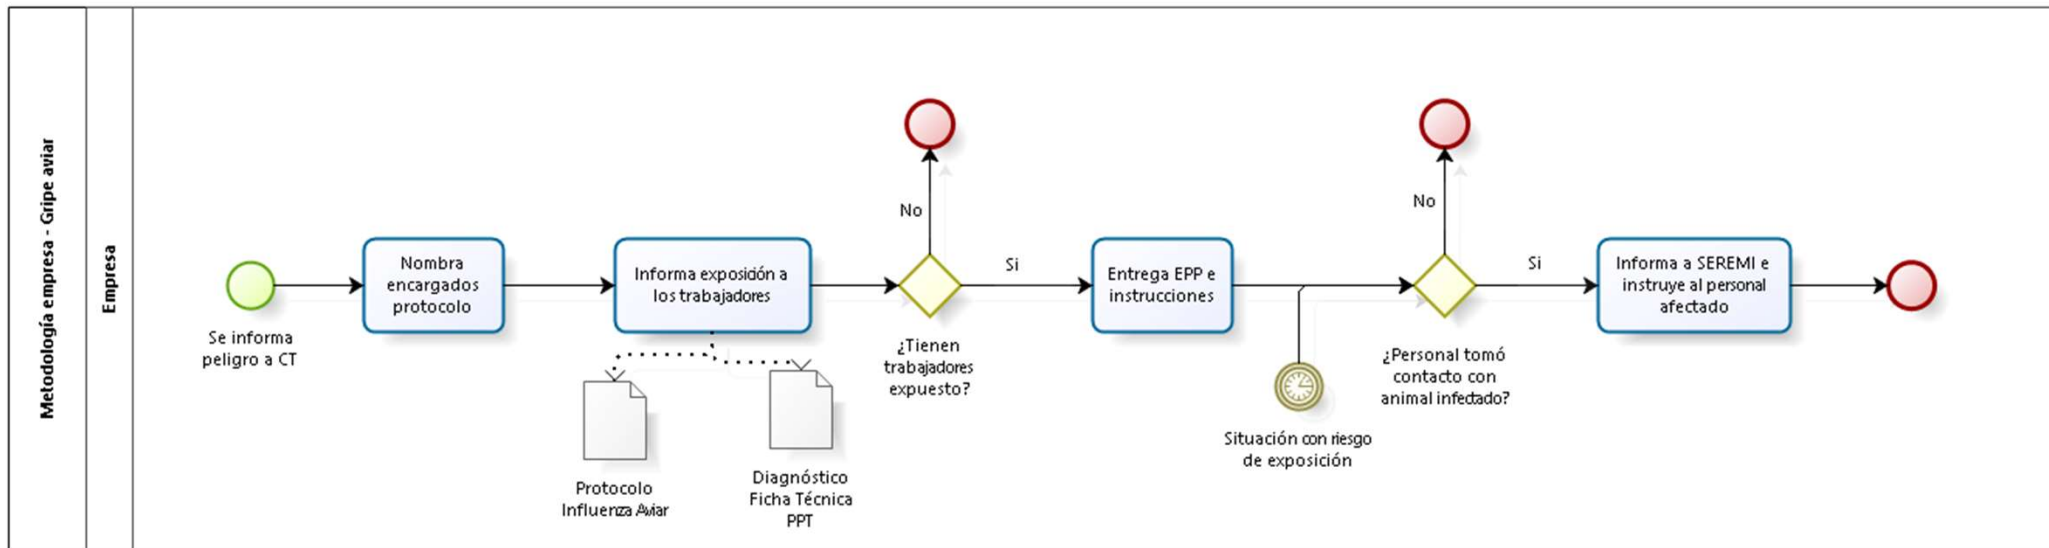 Metodología empresa - Gripe aviar
Empresa
Se informa
peligro a CT
Nombra
encargados
protocolo
Informa exposición a
los trabajadores
Protocolo
Influenza Aviar
Diagnóstico
Ficha Técnica
PPT
No
¿Tienen
trabajadores
expuesto?
Si
Entrega EPP e
instrucciones
Situación con riesgo
de exposición
No
¿Personal tomó
contacto con
animal infectado?
Si
Informa a SEREMI e
instruye al personal
afectado